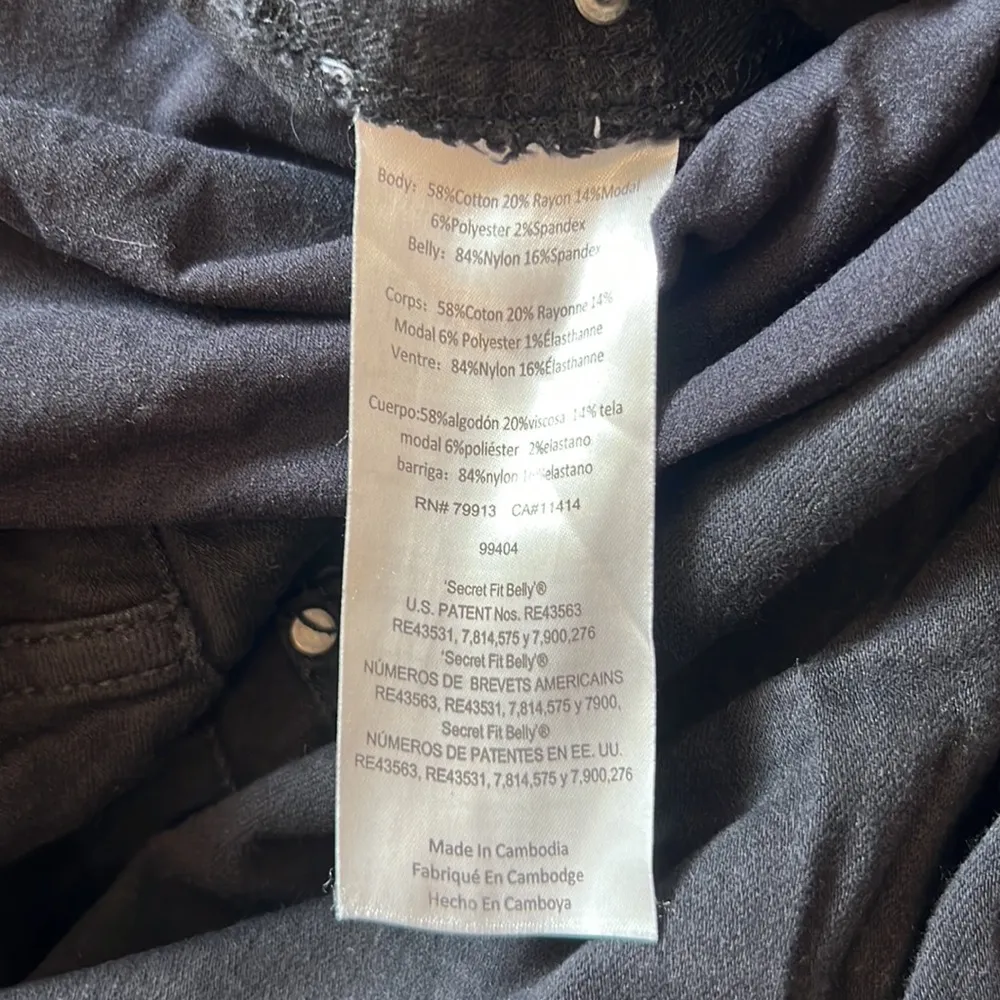 Body: 58%Cotton 20% Rayon 14%Modal
6%Polyester 2%Spandex
Belly: 84%Nylon 16%Spandex
Corps: 58%Coton 20% Rayonne 14%
Modal 6% Polyester 1%Élasthanne
Ventre: 84%Nylon 16%Élasthanne
Cuerpo:58%algodón 20%viscosa 14% tela
modal 6%poliéster 2%elastano
barriga: 84%nylon elastano
RN# 79913 CA#11414
99404
'Secret Fit Belly'®
U.S. PATENT Nos. RE43563
RE43531, 7,814,575 y 7,900,276
'Secret Fit Belly'®
NÚMEROS DE BREVETS AMERICAINS
RE43563, RE43531, 7,814,575 y 7900,
Secret Fit Belly'®
NÚMEROS DE PATENTES EN EE. UU.
RE43563, RE43531, 7,814,575 y 7,900,276
Made In Cambodia
Fabriqué En Cambodge
Hecho En Camboya